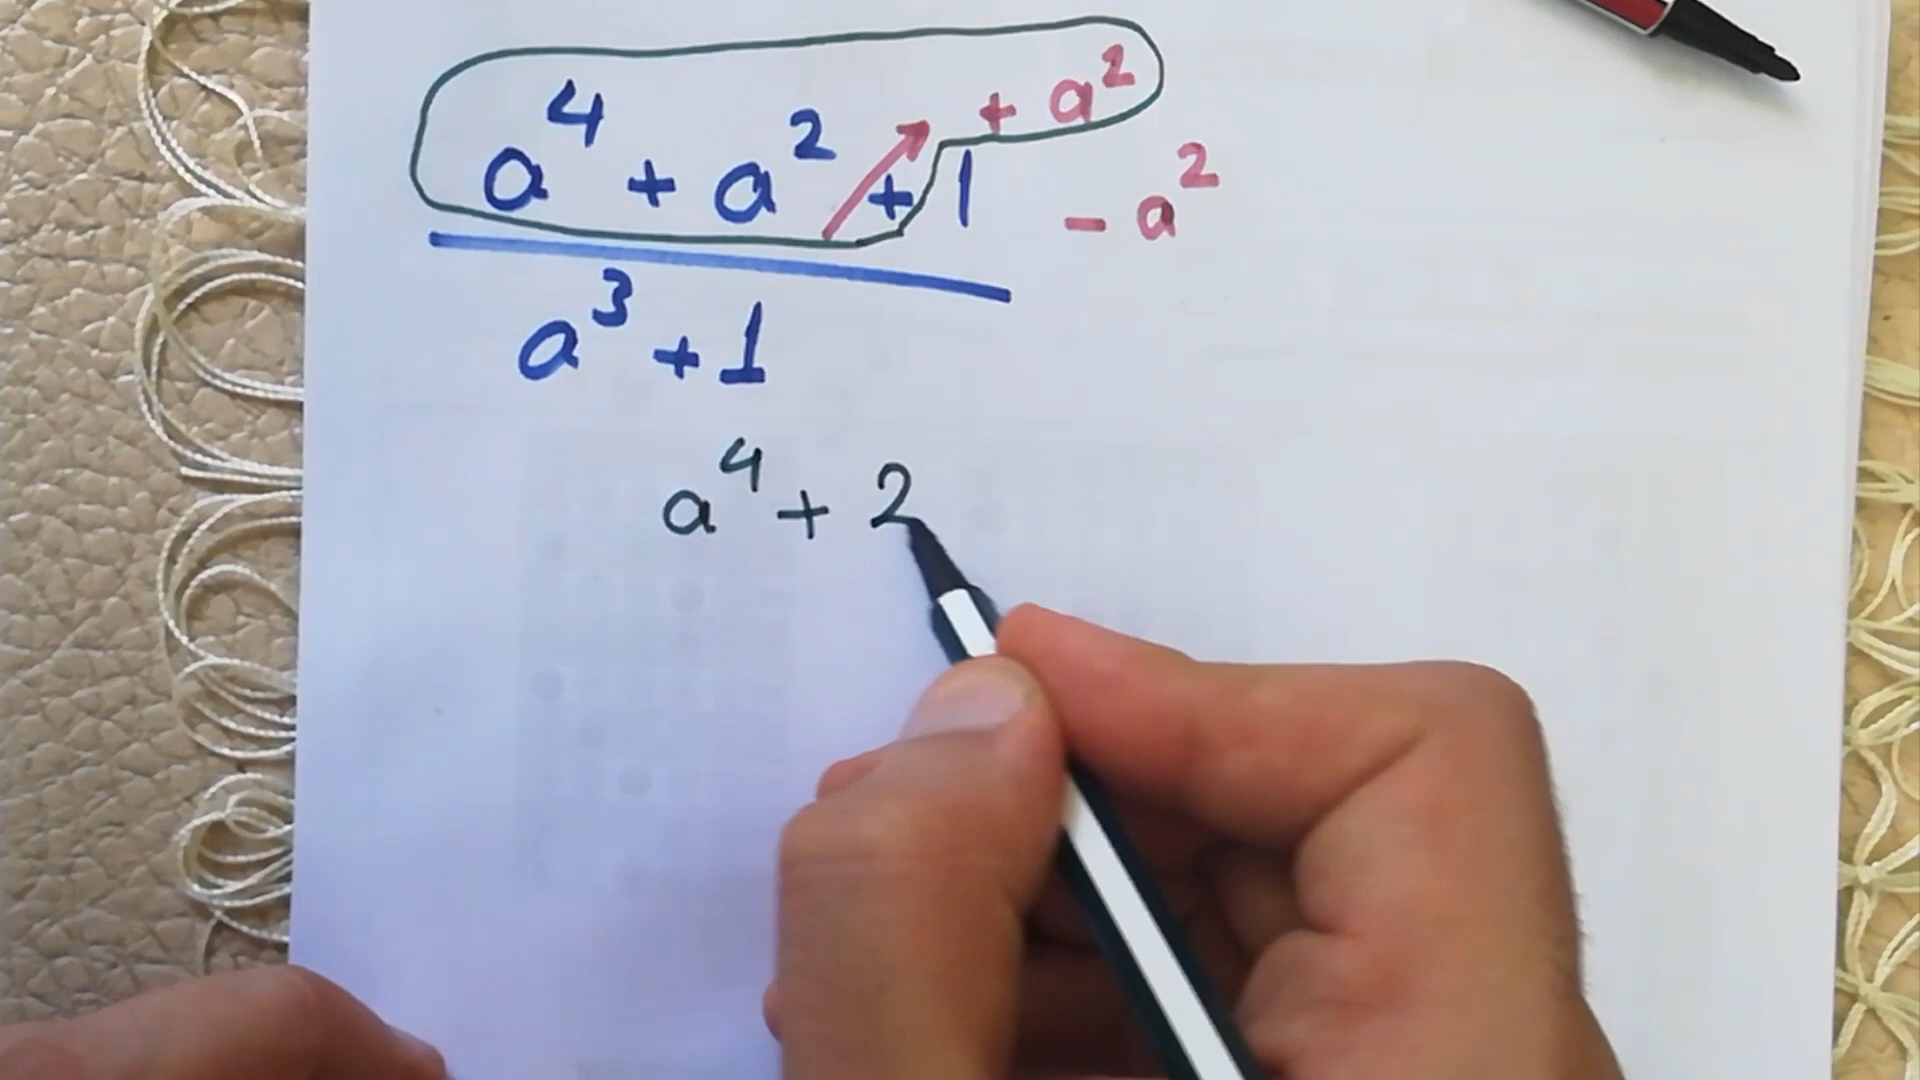 a⁴ + a² + 1 + a² - a²
a³ + 1
a⁴ + 2